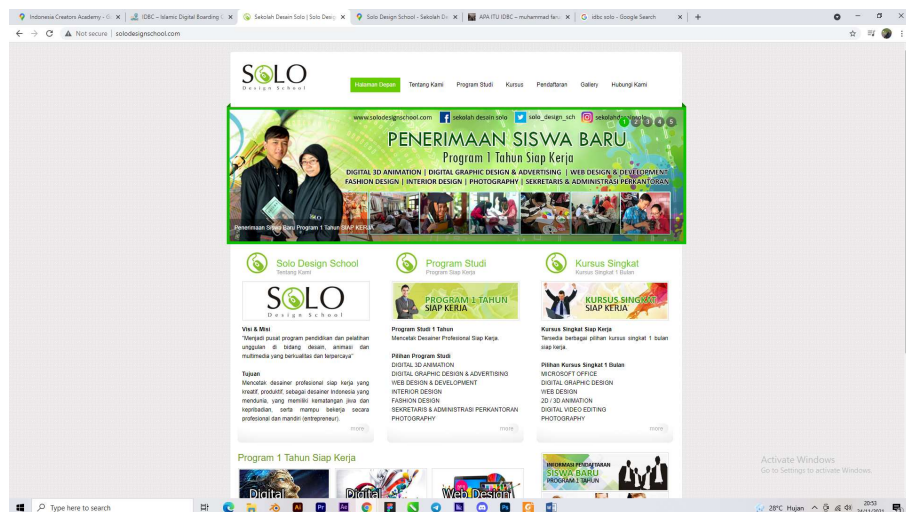 Indonesia Creators Academy - G
IDBC – Islamic Digital Boarding
Sekolah Desain Solo | Solo Desig
Solo Design School - Sekolah De
APA ITU IDBC – muhammad faru
idbc solo - Google Search
Not secure | solodesignschool.com
SOLO
Design School
Halaman Depan
Tentang Kami
Program Studi
Kursus
Pendaftaran
Gallery
Hubungi Kami
www.solodesignschool.com
sekolah desain solo
solo_design_sch
sekolahdesainsolo
1 2 3 4 5
PENERIMAAN SISWA BARU
Program 1 Tahun Siap Kerja
DIGITAL 3D ANIMATION | DIGITAL GRAPHIC DESIGN & ADVERTISING | WEB DESIGN & DEVELOPMENT
FASHION DESIGN | INTERIOR DESIGN | PHOTOGRAPHY | SEKRETARIS & ADMINISTRASI PERKANTORAN
Penerimaan Siswa Baru Program 1 Tahun SIAP KERJA
Solo Design School
Tentang Kami
SOLO
Design School
Visi & Misi
"Menjadi pusat program pendidikan dan pelatihan
unggulan di bidang desain, animasi dan
multimedia yang berkualitas dan terpercaya"
Tujuan
Mencetak desainer profesional siap kerja yang
kreatif, produktif, sebagai desainer Indonesia yang
mendunia, yang memiliki kematangan jiwa dan
kepribadian, serta mampu bekerja secara
profesional dan mandiri (entrepreneur).
more
Program Studi
Program Siap Kerja
PROGRAM 1 TAHUN
SIAP KERJA
Program Studi 1 Tahun
Mencetak Desainer Profesional Siap Kerja.
Pilihan Program Studi
DIGITAL 3D ANIMATION
DIGITAL GRAPHIC DESIGN & ADVERTISING
WEB DESIGN & DEVELOPMENT
INTERIOR DESIGN
FASHION DESIGN
SEKRETARIS & ADMINISTRASI PERKANTORAN
PHOTOGRAPHY
more
Kursus Singkat
Kursus Singkat 1 Bulan
KURSUS SINGKAT
SIAP KERJA
Kursus Singkat Siap Kerja
Tersedia berbagai pilihan kursus singkat 1 bulan
siap kerja.
Pilihan Kursus Singkat 1 Bulan
MICROSOFT OFFICE
DIGITAL GRAPHIC DESIGN
WEB DESIGN
2D / 3D ANIMATION
DIGITAL VIDEO EDITING
PHOTOGRAPHY
more
Program 1 Tahun Siap Kerja
Digital
Digital
Web Design
INFORMASI PENDAFTARAN
SISWA BARU
PROGRAM 1 TAHUN
Activate Windows
Go to Settings to activate Windows.
Type here to search
28°C Hujan
20:53
24/11/2021